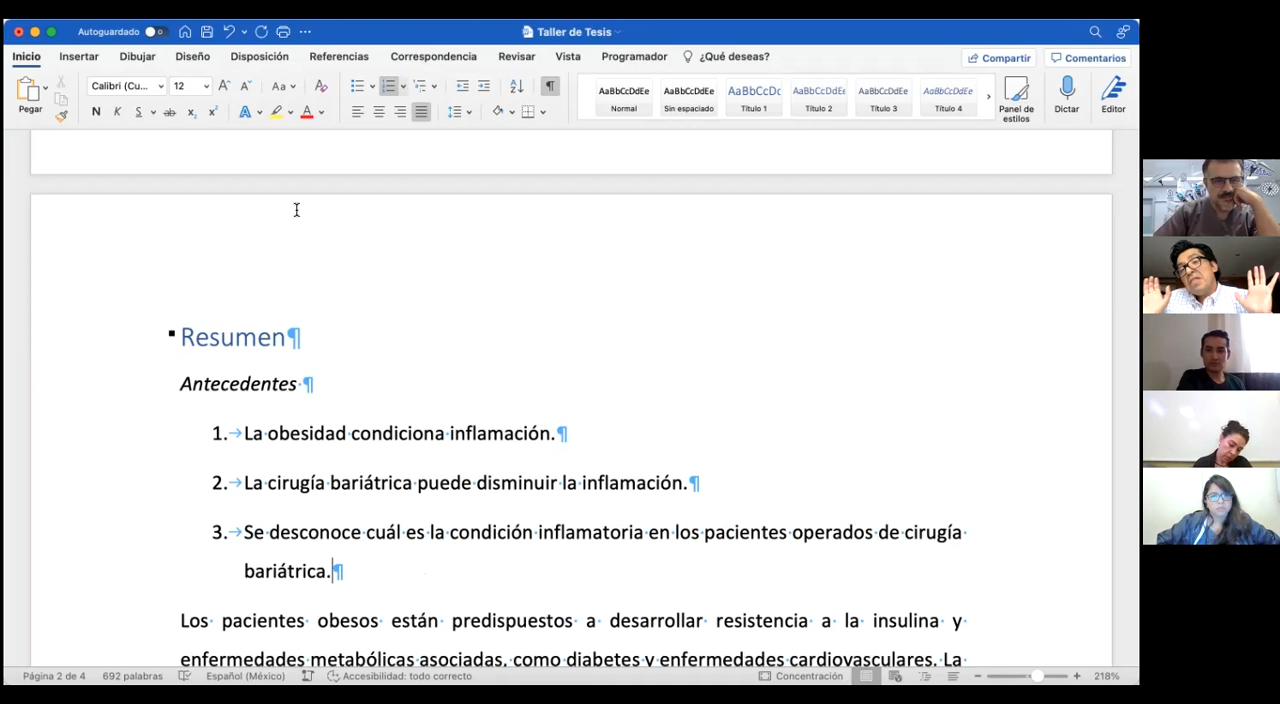 Autoguardado
Taller de Tesis
Inicio Insertar Dibujar Diseño Disposición Referencias Correspondencia Revisar Vista Programador ¿Qué deseas? Compartir Comentarios
Calibri (Cu... 12 Aa
Pegar N K S ab x₂ x² A A
AaBbCcDdEe AaBbCcDdEe AaBbCcDc AaBbCcDdEe AaBbCcDdEe AaBbCcDdEe
Normal Sin espaciado Título 1 Título 2 Título 3 Título 4
Panel de estilos Dictar Editor
Resumen¶
Antecedentes ¶
1. La obesidad condiciona inflamación.¶
2. La cirugía bariátrica puede disminuir la inflamación.¶
3. Se desconoce cuál es la condición inflamatoria en los pacientes operados de cirugía
bariátrica.¶
Los pacientes obesos están predispuestos a desarrollar resistencia a la insulina y
enfermedades metabólicas asociadas, como diabetes y enfermedades cardiovasculares. La
Página 2 de 4 692 palabras Español (México) Accesibilidad: todo correcto Concentración 218%